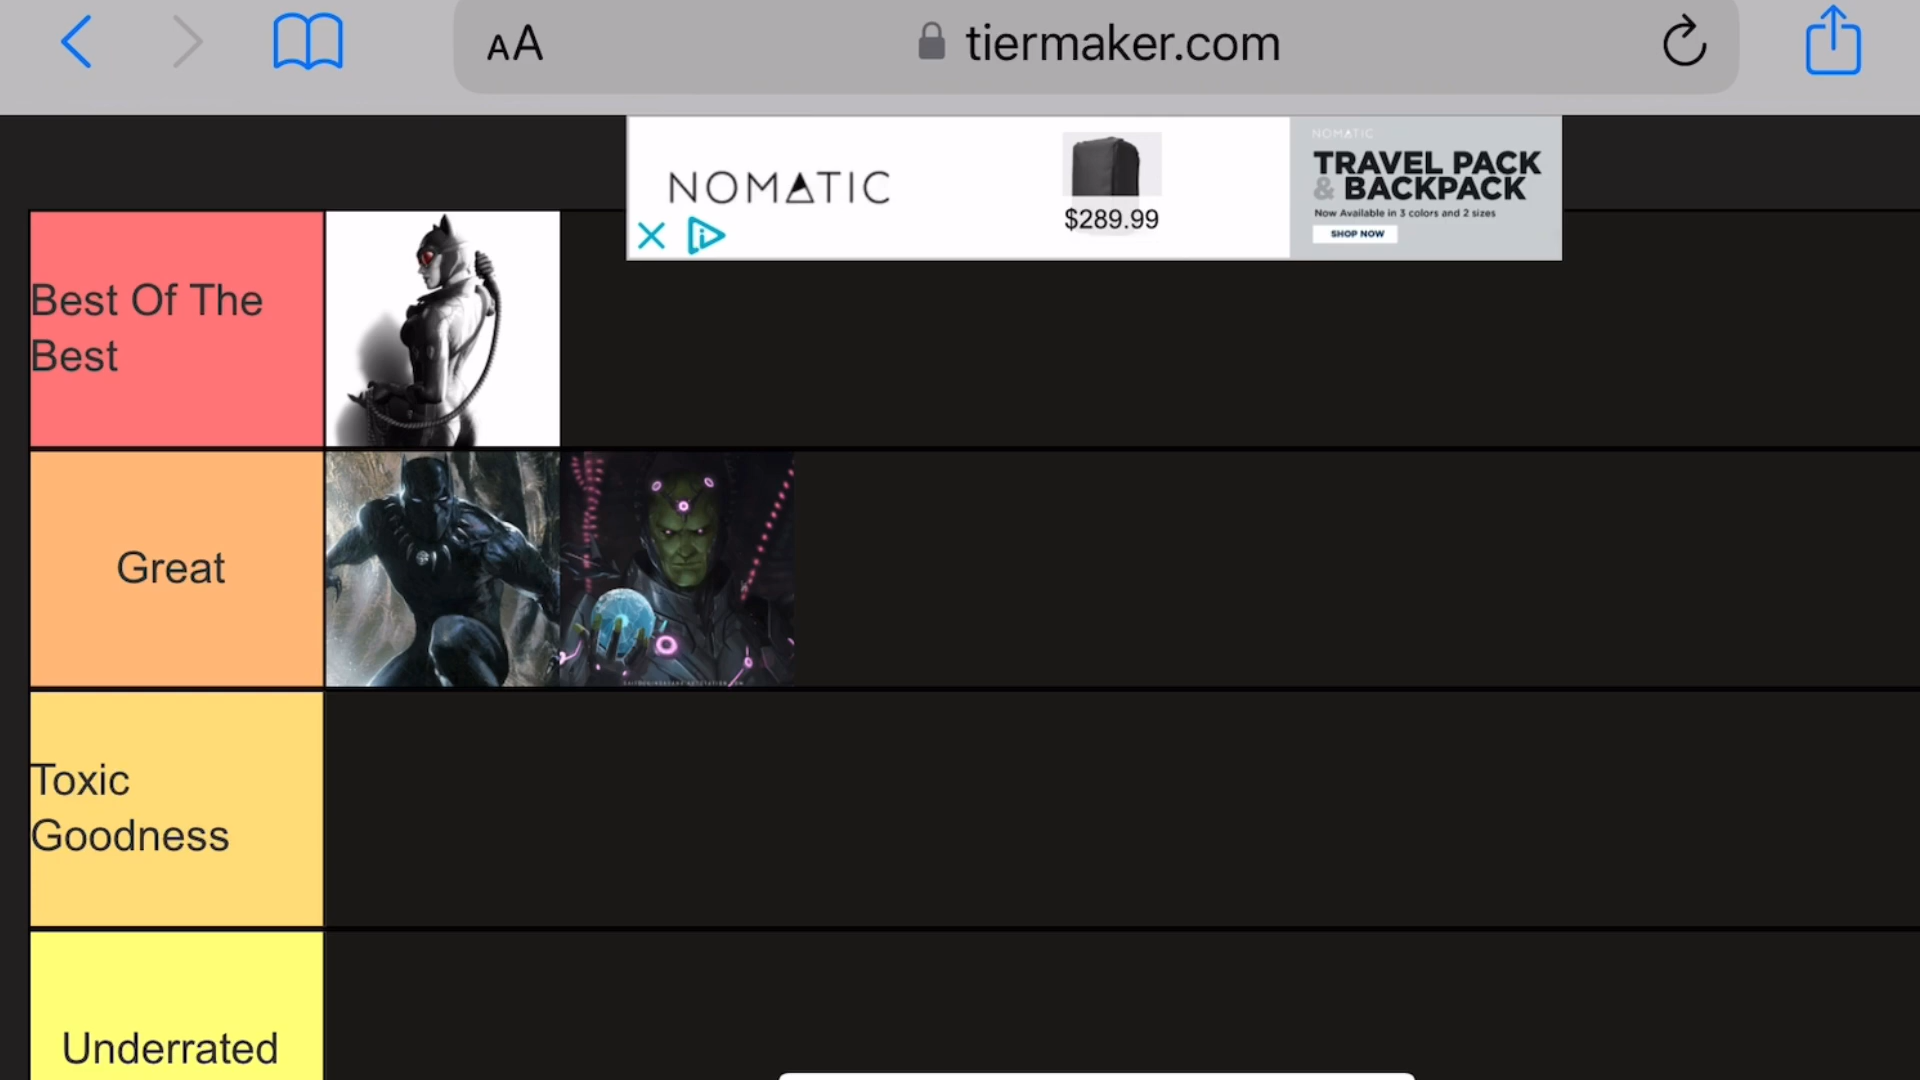 AA
tiermaker.com
NOMATIC
$289.99
NOMATIC
TRAVEL PACK
& BACKPACK
Now Available in 3 colors and 2 sizes
SHOP NOW
Best Of The
Best
Great
Toxic
Goodness
Underrated